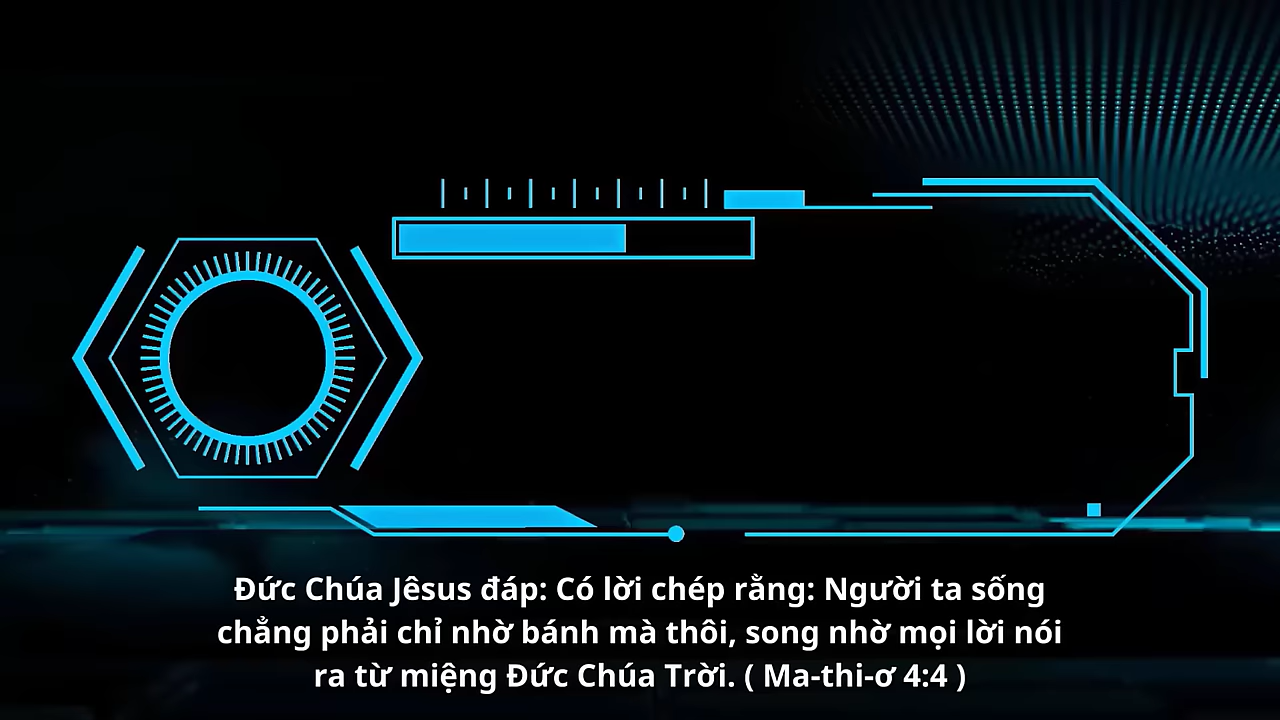 Đức Chúa Jêsus đáp: Có lời chép rằng: Người ta sống
chẳng phải chỉ nhờ bánh mà thôi, song nhờ mọi lời nói
ra từ miệng Đức Chúa Trời. ( Ma-thi-ơ 4:4 )